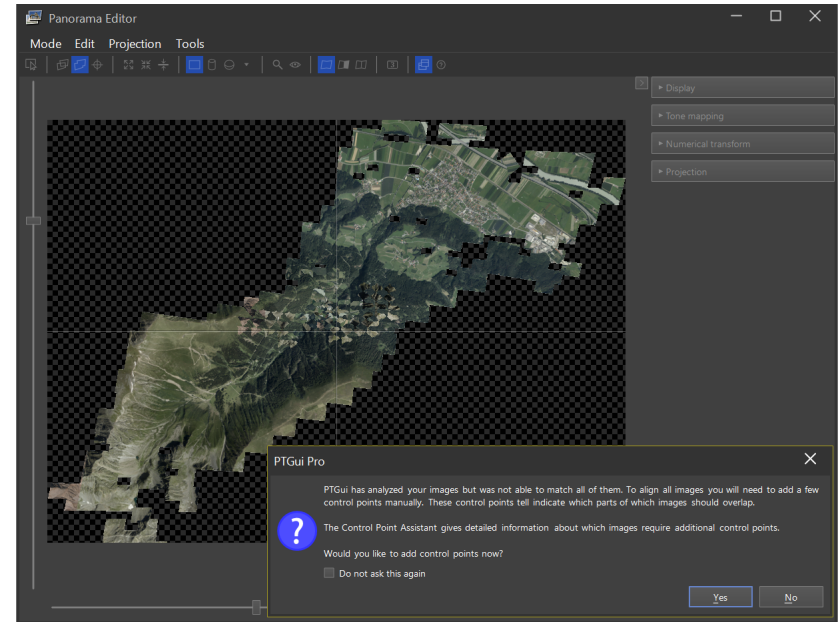 Panorama Editor
Mode Edit Projection Tools
Display
Tone mapping
Numerical transform
Projection
PTGui Pro
PTGui has analyzed your images but was not able to match all of them. To align all images you will need to add a few
control points manually. These control points tell indicate which parts of which images should overlap.
The Control Point Assistant gives detailed information about which images require additional control points.
Would you like to add control points now?
Do not ask this again
Yes No